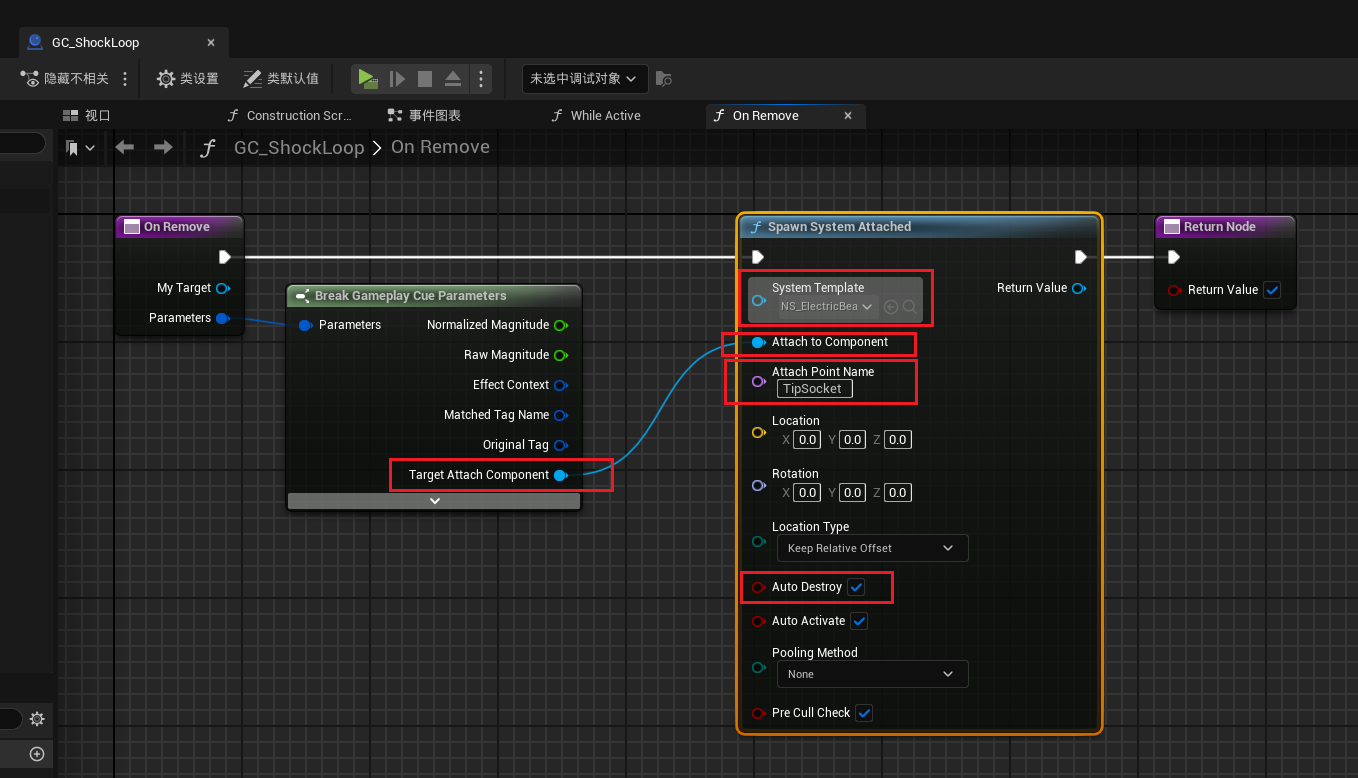 GC_ShockLoop
隐藏不相关
类设置
类默认值
未选中调试对象
视口
Construction Scr...
事件图表
While Active
On Remove
GC_ShockLoop > On Remove
On Remove
My Target
Parameters
Break Gameplay Cue Parameters
Parameters
Normalized Magnitude
Raw Magnitude
Effect Context
Matched Tag Name
Original Tag
Target Attach Component
Spawn System Attached
System Template
NS_ElectricBea
Return Value
Attach to Component
Attach Point Name
TipSocket
Location
X 0.0 Y 0.0 Z 0.0
Rotation
X 0.0 Y 0.0 Z 0.0
Location Type
Keep Relative Offset
Auto Destroy
Auto Activate
Pooling Method
None
Pre Cull Check
Return Node
Return Value